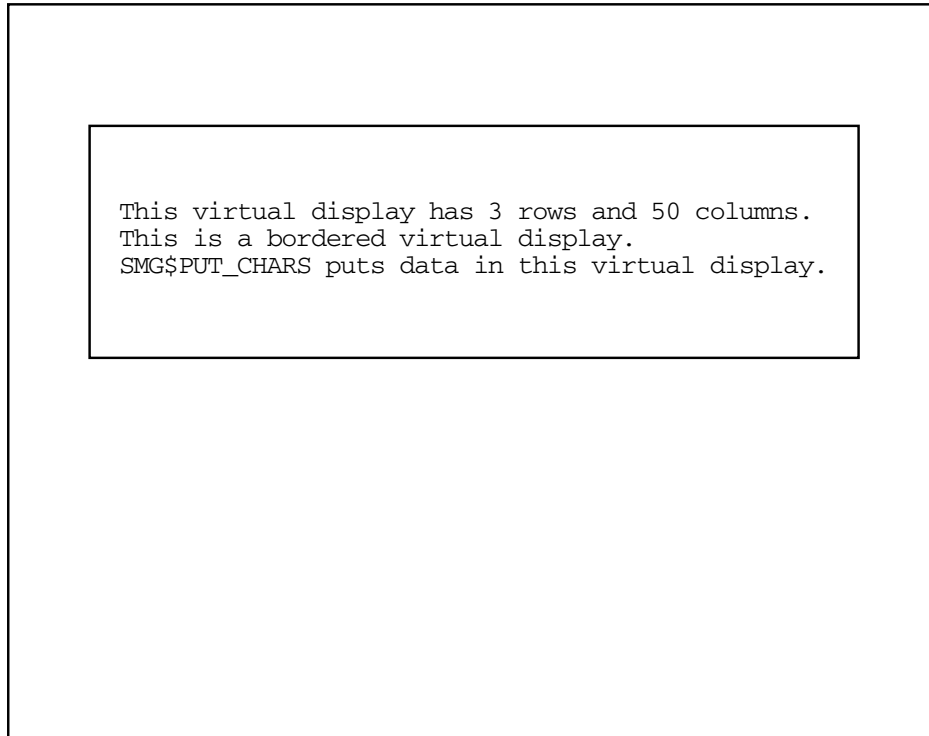 This virtual display has 3 rows and 50 columns.
This is a bordered virtual display.
SMG$PUT_CHARS puts data in this virtual display.